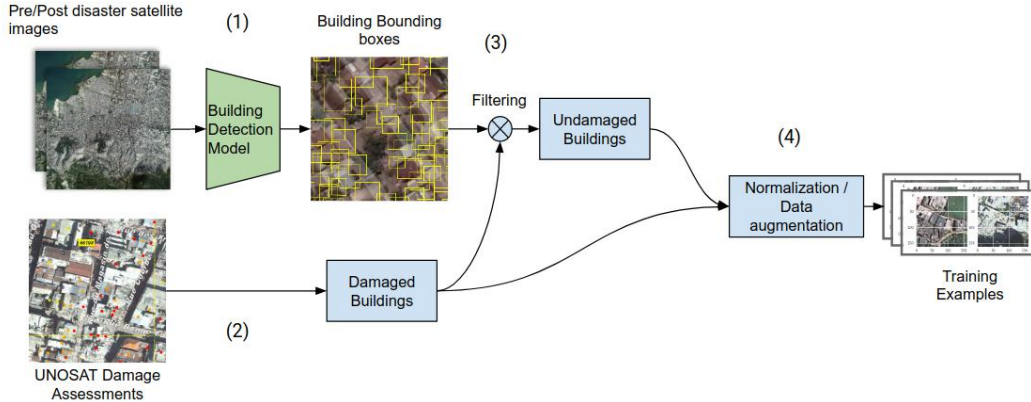 Pre/Post disaster satellite
images
(1)
Building
Detection
Model
Building Bounding
boxes
(3)
Filtering
Undamaged
Buildings
(4)
Normalization /
Data
augmentation
Training
Examples
Damaged
Buildings
(2)
UNOSAT Damage
Assessments